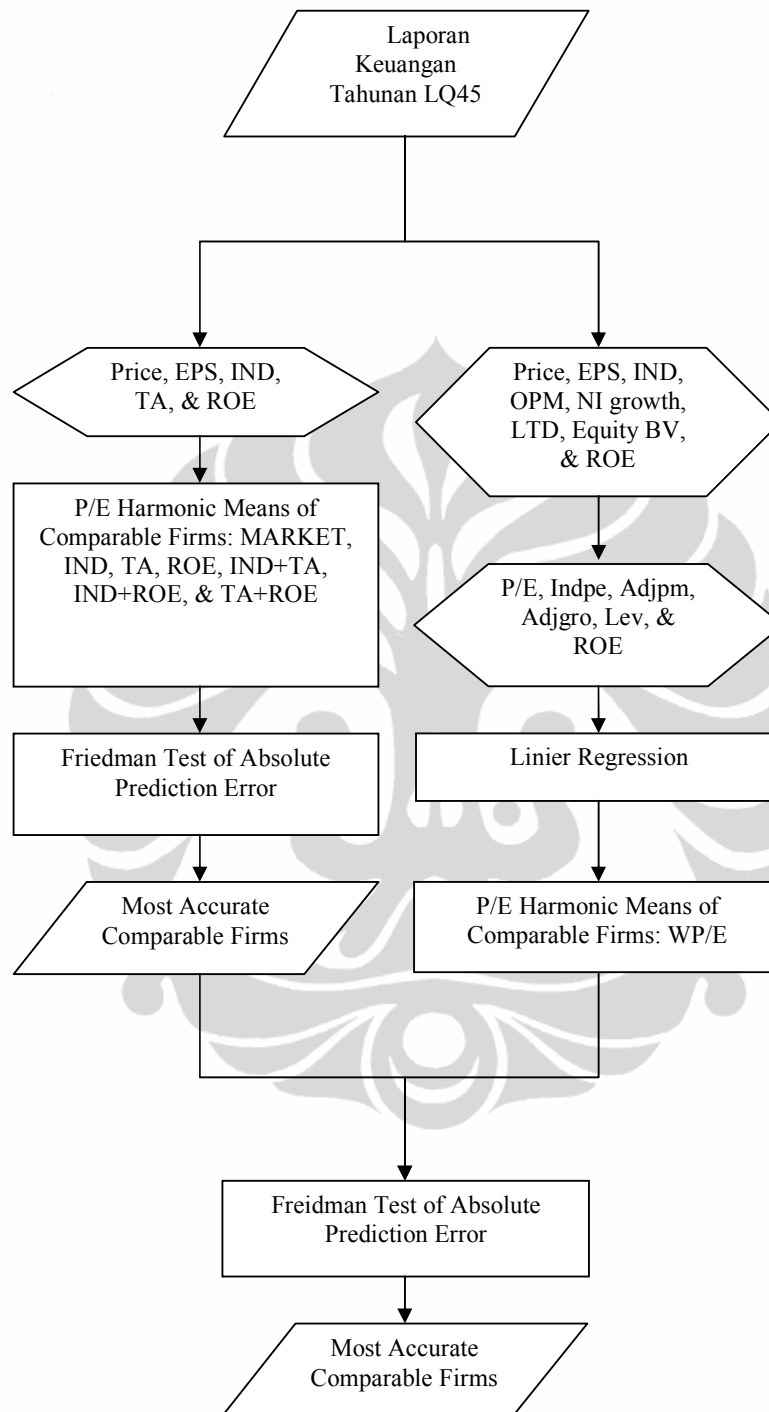 Laporan
Keuangan
Tahunan LQ45
Price, EPS, IND,
TA, & ROE
Price, EPS, IND,
OPM, NI growth,
LTD, Equity BV,
& ROE
P/E Harmonic Means of
Comparable Firms: MARKET,
IND, TA, ROE, IND+TA,
IND+ROE, & TA+ROE
P/E, Indpe, Adjpm,
Adjgro, Lev, &
ROE
Friedman Test of Absolute
Prediction Error
Linier Regression
Most Accurate
Comparable Firms
P/E Harmonic Means of
Comparable Firms: WP/E
Freidman Test of Absolute
Prediction Error
Most Accurate
Comparable Firms